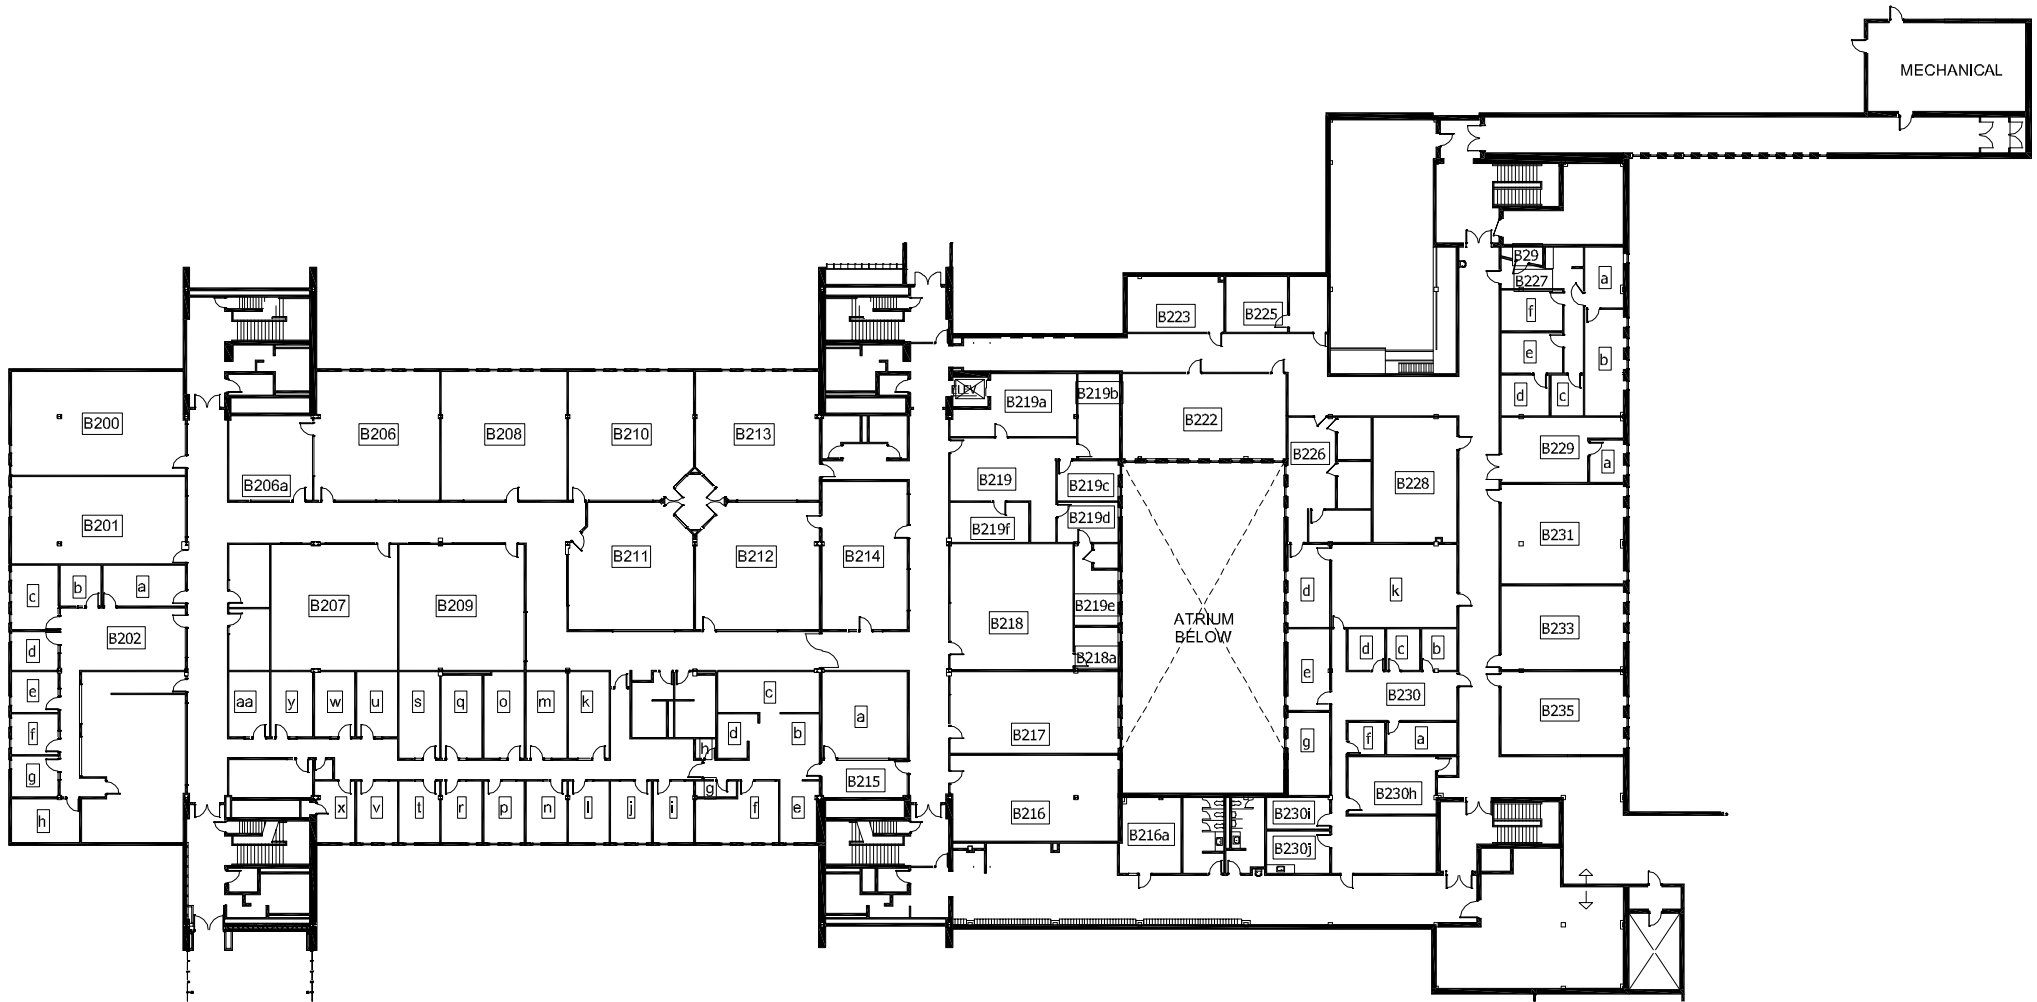 MECHANICAL
B29
B227
a
f
b
e
d
c
B223
B225
B200
B206
B208
B210
B213
B206a
B201
B211
B212
B214
ELEV
B219a
B219b
B222
B219
B219c
B219f
B219d
B226
B228
B229
a
B231
c
b
a
B202
B207
B209
B218
B219e
B218a
ATRIUM
BELOW
d
k
B233
d
e
f
g
h
aa
y
w
u
s
q
o
m
k
c
d
b
a
h
B217
e
g
d
c
b
B230
f
a
B235
x
v
t
r
p
n
l
j
i
g
f
e
B215
B216
B216a
B230i
B230j
B230h